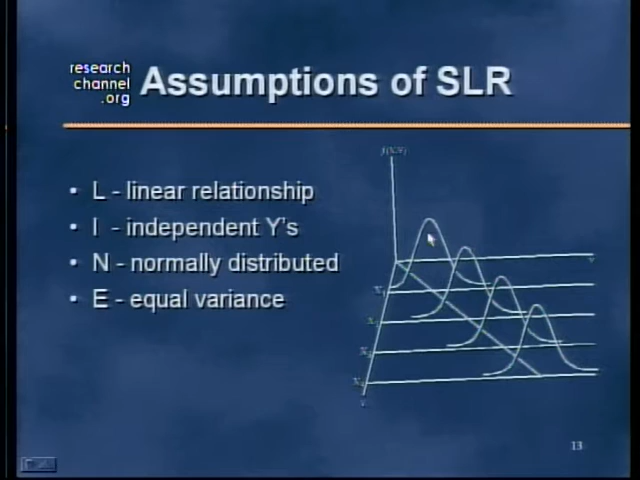 research
channel
.org
Assumptions of SLR
• L - linear relationship
• I - independent Y's
• N - normally distributed
• E - equal variance
13